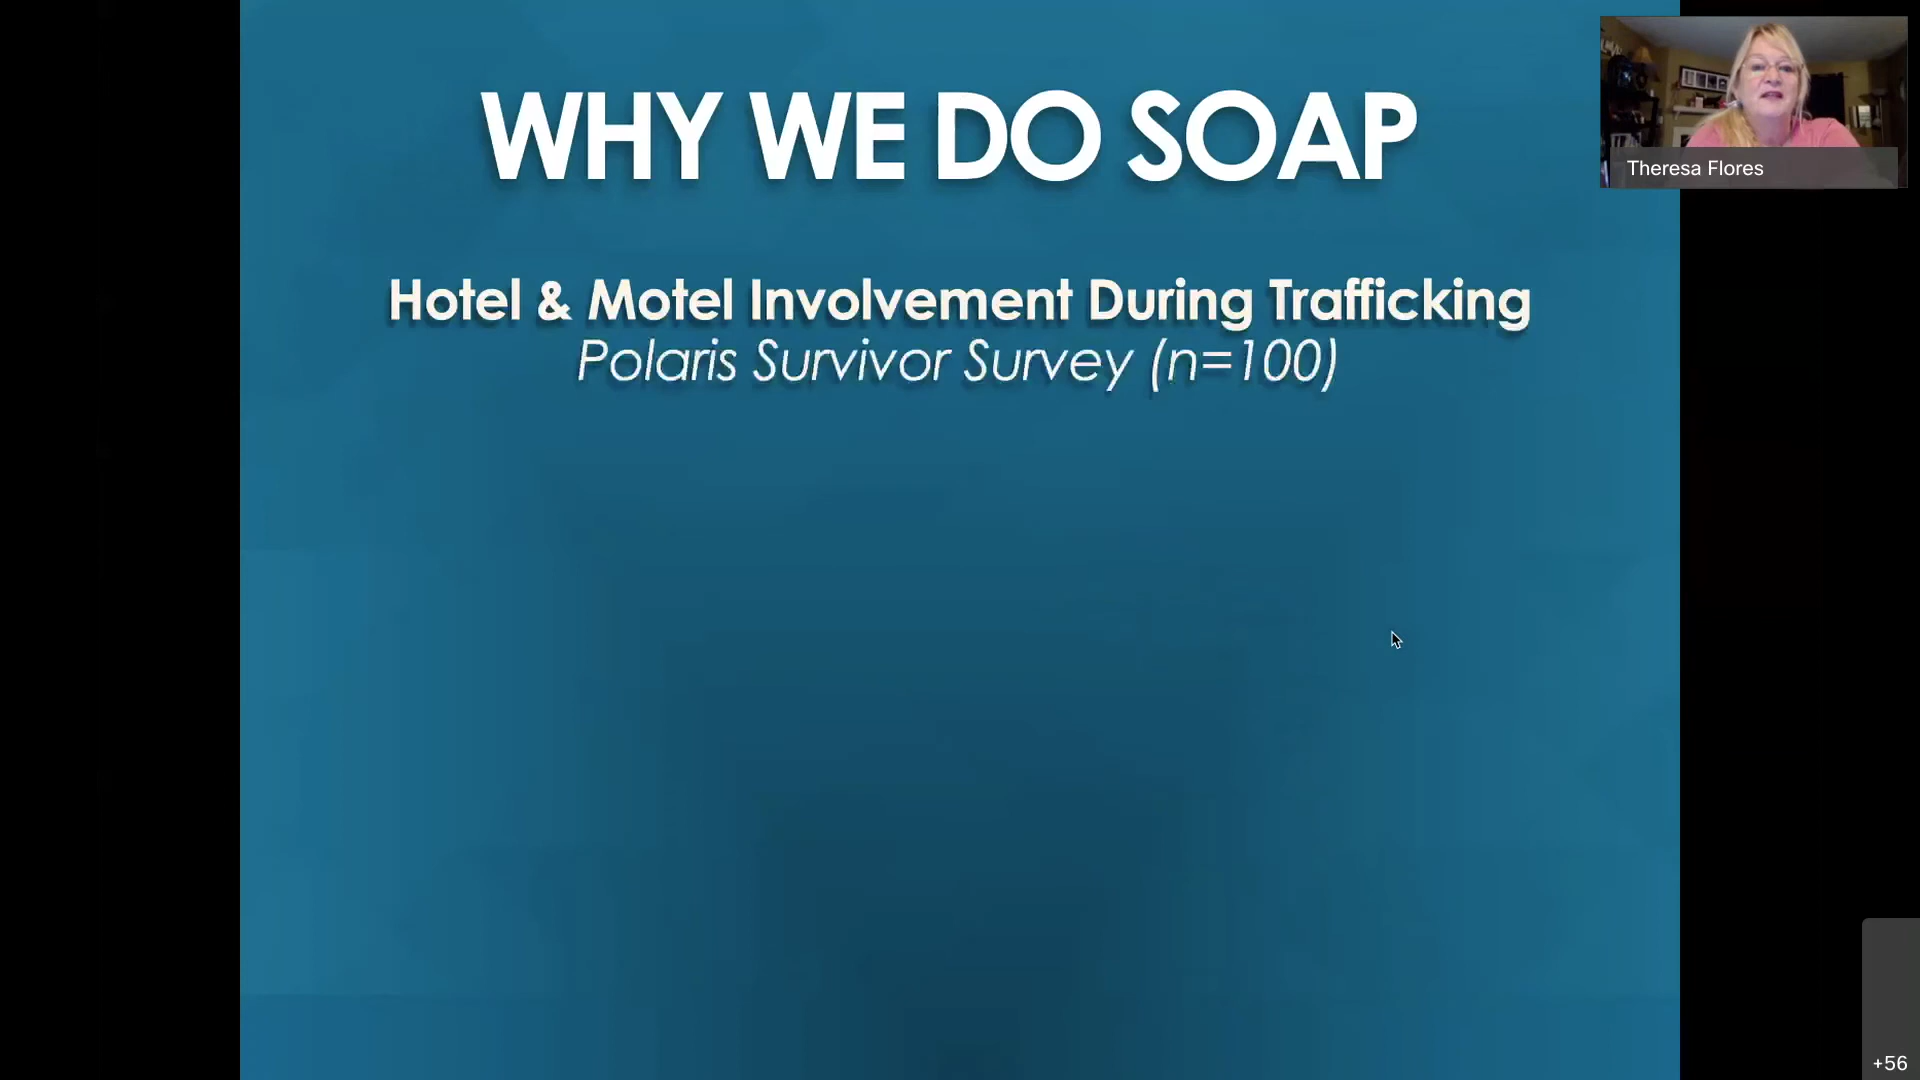 WHY WE DO SOAP
Theresa Flores
Hotel & Motel Involvement During Trafficking
Polaris Survivor Survey (n=100)
+56